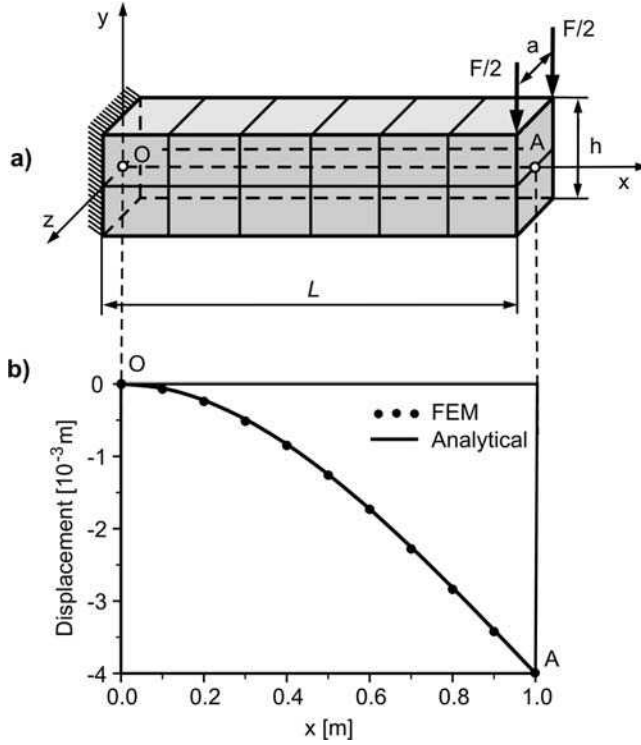 y
F/2
a
F/2
a)
O
A
h
x
z
L
b)
O
FEM
Analytical
Displacement [10⁻³m]
0
-1
-2
-3
-4
A
0.0 0.2 0.4 0.6 0.8 1.0
x [m]